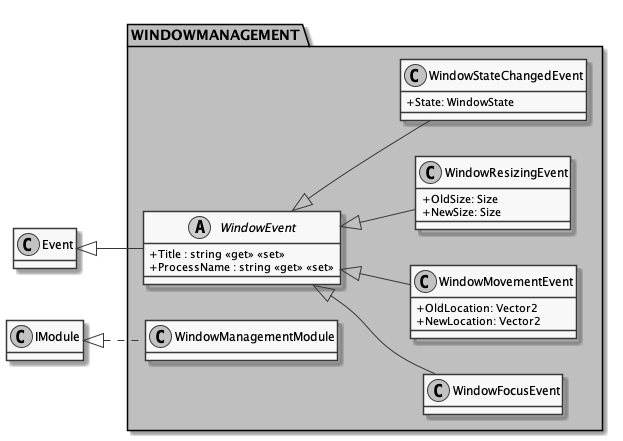 WINDOWMANAGEMENT
C WindowStateChangedEvent
+State: WindowState
C WindowResizingEvent
+OldSize: Size
+NewSize: Size
A WindowEvent
+Title : string «get» «set»
+ProcessName : string «get» «set»
C Event
C WindowMovementEvent
+OldLocation: Vector2
+NewLocation: Vector2
C IModule
C WindowManagementModule
C WindowFocusEvent